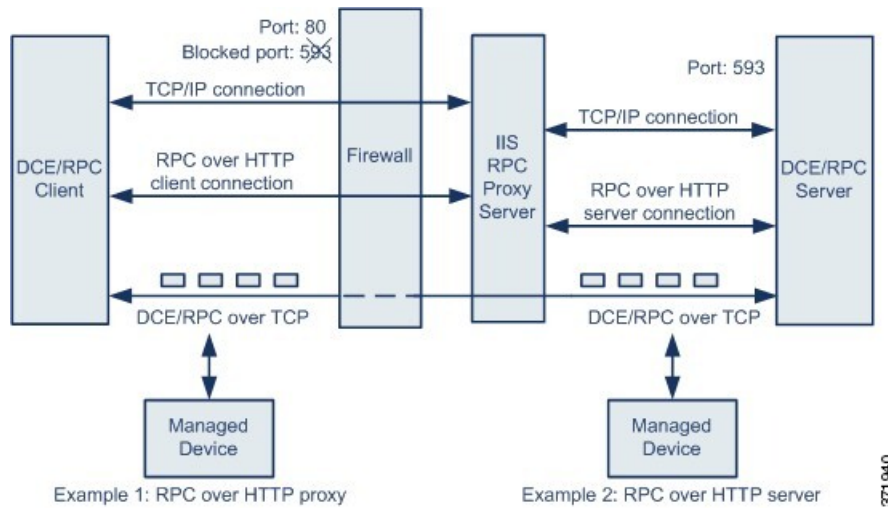 Port: 80
Blocked port: 593
Port: 593
TCP/IP connection
TCP/IP connection
DCE/RPC
Client
RPC over HTTP
client connection
Firewall
IIS
RPC
Proxy
Server
RPC over HTTP
server connection
DCE/RPC
Server
DCE/RPC over TCP
DCE/RPC over TCP
Managed
Device
Managed
Device
Example 1: RPC over HTTP proxy
Example 2: RPC over HTTP server
371940